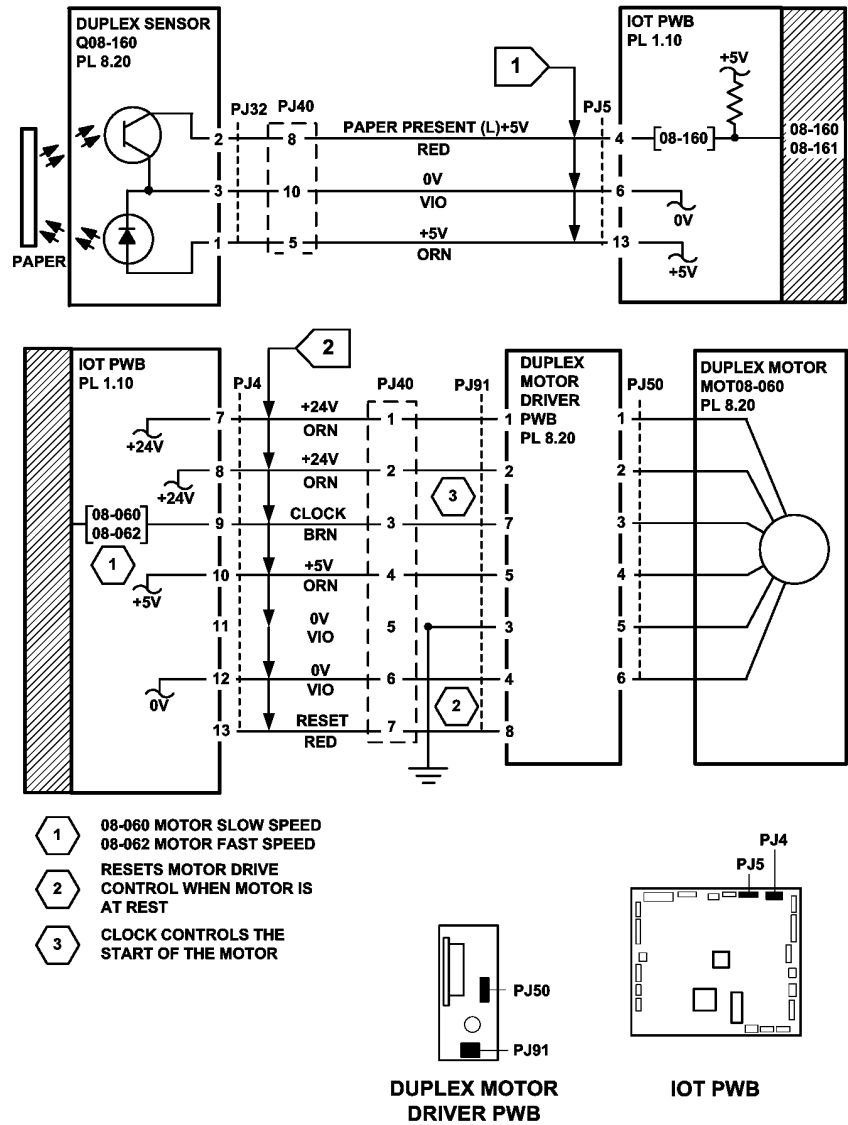 DUPLEX SENSOR
Q08-160
PL 8.20
IOT PWB
PL 1.10
+5V
1
PJ32
PJ40
PJ5
2
8
PAPER PRESENT (L)+5V
RED
4
[08-160]
08-160
08-161
3
10
0V
VIO
6
0V
1
5
+5V
ORN
13
+5V
PAPER
2
IOT PWB
PL 1.10
PJ4
PJ40
PJ91
DUPLEX
MOTOR
DRIVER
PWB
PL 8.20
PJ50
DUPLEX MOTOR
MOT08-060
PL 8.20
7
+24V
ORN
1
1
1
+24V
8
+24V
ORN
2
2
2
+24V
3
08-060
08-062
9
CLOCK
BRN
3
7
3
1
10
+5V
ORN
4
5
4
+5V
11
0V
VIO
5
3
5
12
0V
VIO
6
4
6
0V
2
13
RESET
RED
7
8
1
08-060 MOTOR SLOW SPEED
08-062 MOTOR FAST SPEED
2
RESETS MOTOR DRIVE
CONTROL WHEN MOTOR IS
AT REST
3
CLOCK CONTROLS THE
START OF THE MOTOR
PJ50
PJ91
DUPLEX MOTOR
DRIVER PWB
PJ4
PJ5
IOT PWB